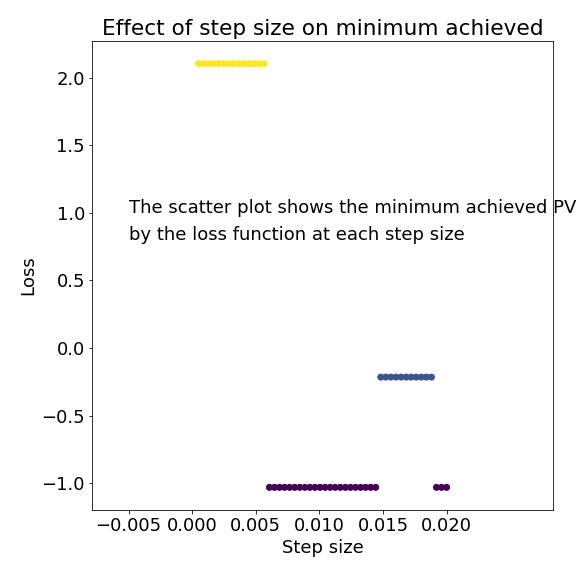 Effect of step size on minimum achieved
2.0
1.5
The scatter plot shows the minimum achieved PV
1.0
by the loss function at each step size
0.5
Loss
0.0
−0.5
−1.0
−0.005 0.000 0.005 0.010 0.015 0.020
Step size